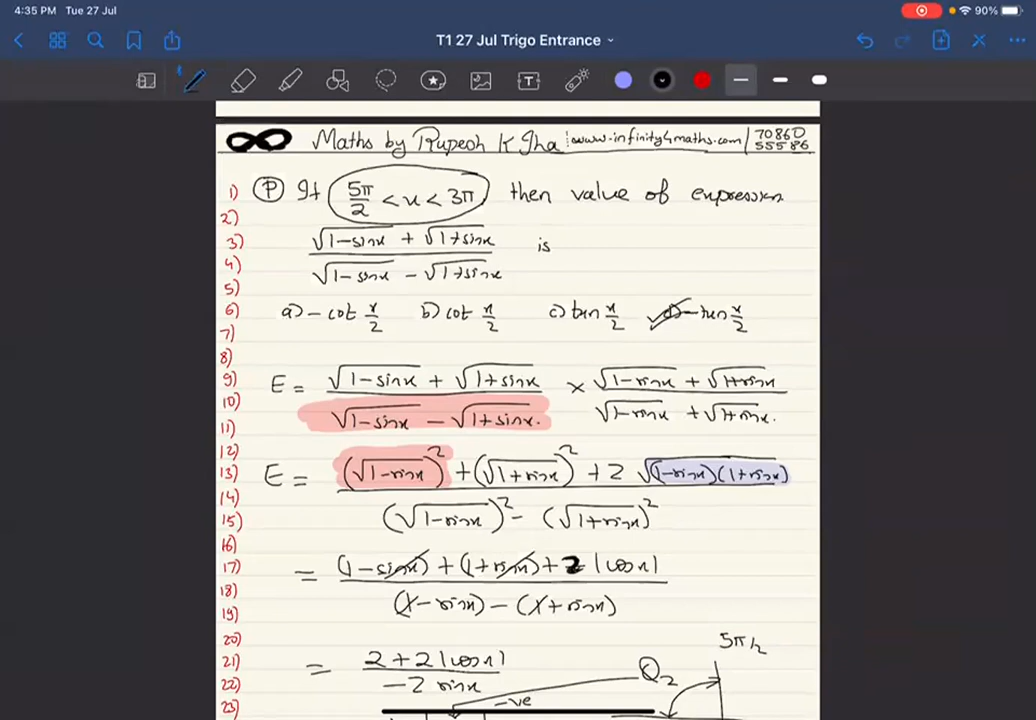 4:35 PM Tue 27 Jul
90%
T1 27 Jul Trigo Entrance
Maths by Rupesh K Jha www.infinity4maths.com / 70860 55586
1) P If 5π/2 < x < 3π then value of expression
2)
3) √1-sinx + √1+sinx is
4) √1-sinx - √1+sinx
5)
6) a) - cot x/2 b) cot x/2 c) tan x/2 d) - tan x/2
7)
8)
9) E = √1-sinx + √1+sinx × √1-sinx + √1+sinx
10)
11) √1-sinx - √1+sinx. √1-sinx + √1+sinx.
12)
13) E = (√1-sinx)² + (√1+sinx)² + 2 √(1-sinx)(1+sinx)
14)
15) (√1-sinx)² - (√1+sinx)²
16)
17) = (1-sinx) + (1+sinx) + 2 |cosx|
18)
19) (1-sinx) - (1+sinx)
20) 5π/2
21) = 2+2|cosx| Q2
22) -2 sinx
23) -ve